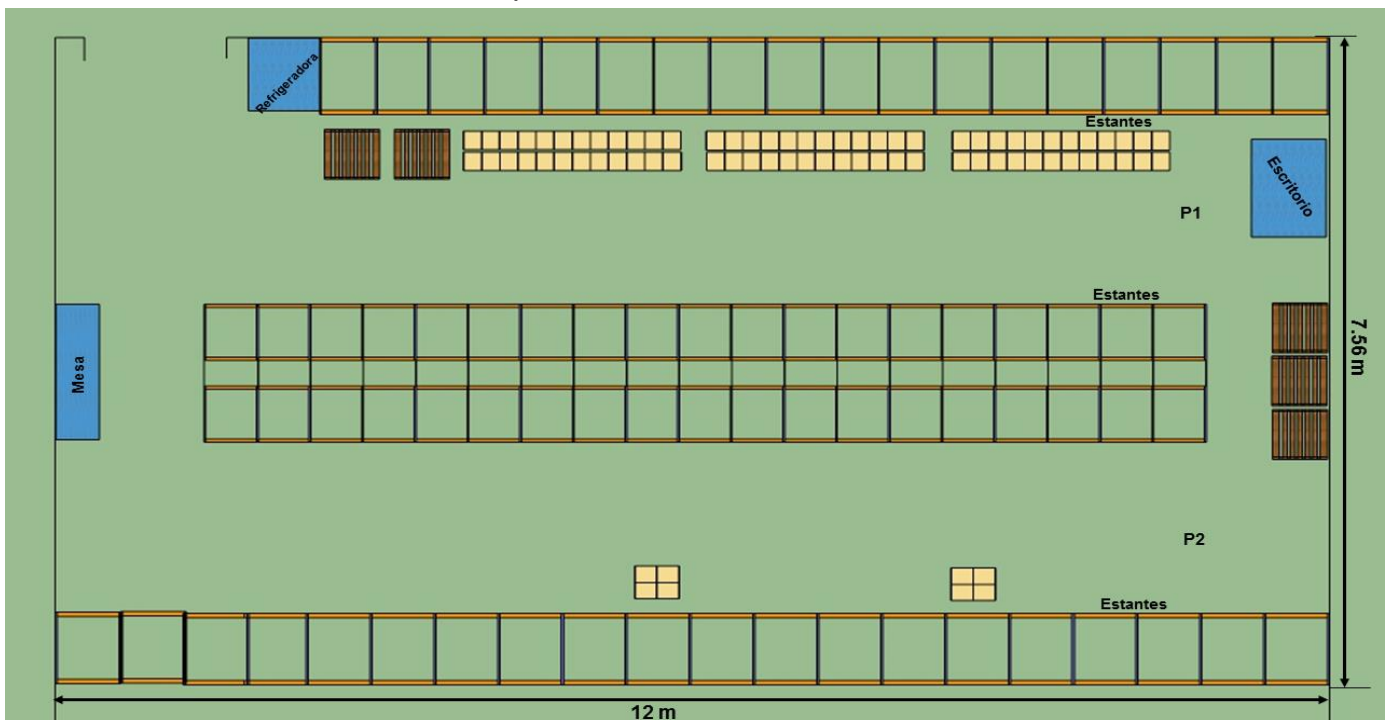 Refrigeradora
Estantes
Escritorio
P1
Estantes
Mesa
7.56 m
P2
Estantes
12 m